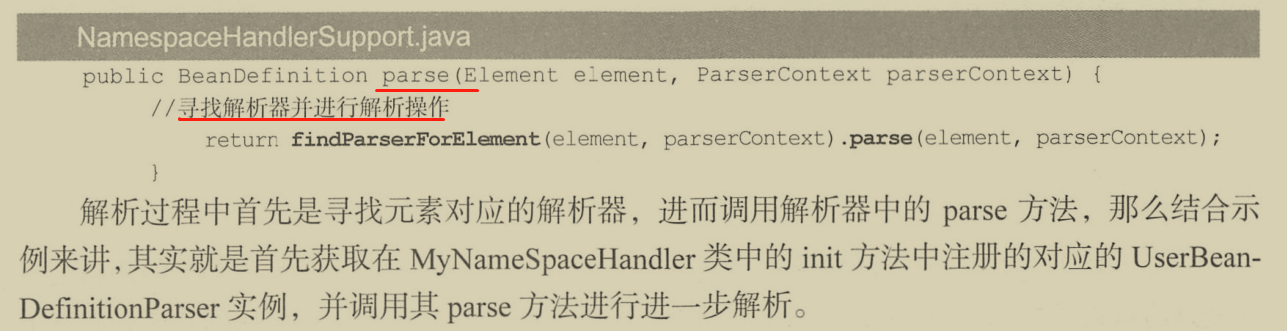 NamespaceHandlerSupport.java
public BeanDefinition parse(Element element, ParserContext parserContext) {
//寻找解析器并进行解析操作
return findParserForElement(element, parserContext).parse(element, parserContext);
}
解析过程中首先是寻找元素对应的解析器，进而调用解析器中的 parse 方法，那么结合示
例来讲，其实就是首先获取在 MyNameSpaceHandler 类中的 init 方法中注册的对应的 UserBean-
DefinitionParser 实例，并调用其 parse 方法进行进一步解析。